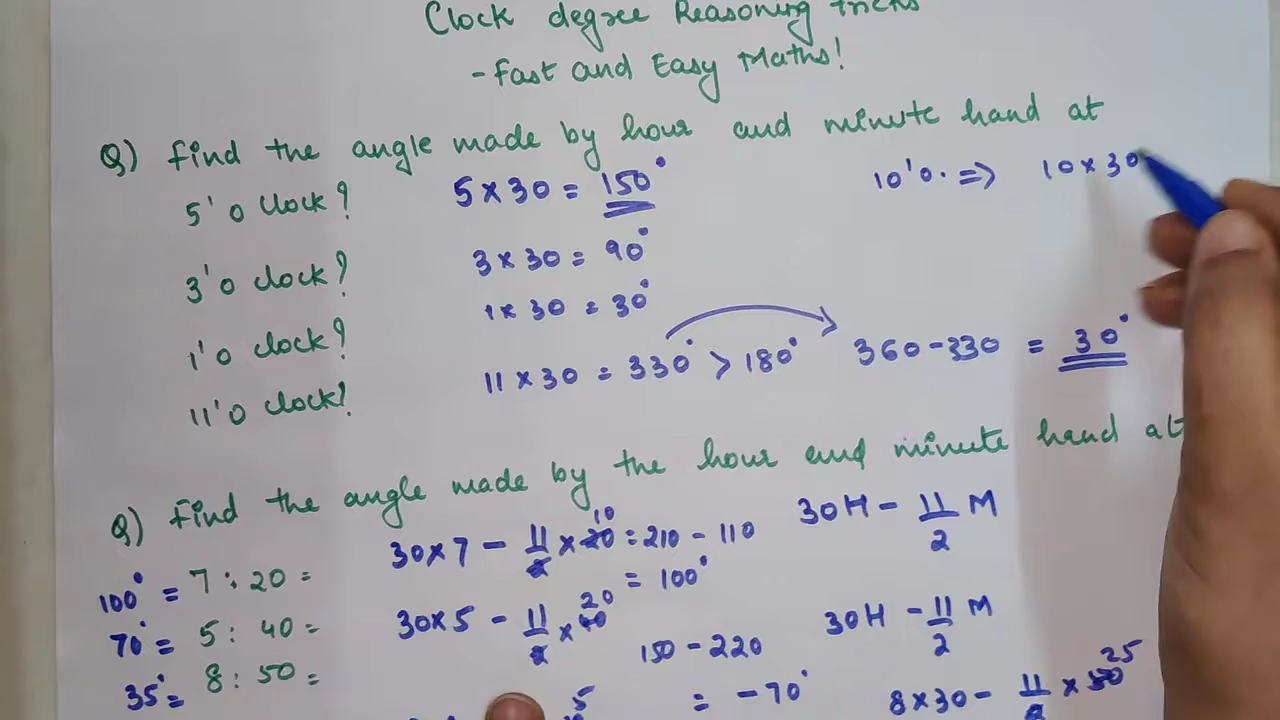 Clock degree Reasoning tricks
- Fast and Easy Maths!
Q) Find the angle made by hour and minute hand at
5'o clock? 5 × 30 = 150° 10'o. => 10 × 30
3'o clock? 3 × 30 = 90°
1'o clock? 1 × 30 = 30°
11'o clock? 11 × 30 = 330° > 180° 360 - 330 = 30°
Q) Find the angle made by the hour and minute hand at
30H - 11/2 M
100° = 7 : 20 = 30×7 - 11/2 × 20 10 = 210 - 110
= 100°
70° = 5 : 40 = 30×5 - 11/2 × 40 20 30H - 11/2 M
150 - 220
= -70°
35° = 8 : 50 = 8×30 - 11/2 × 50 25
5